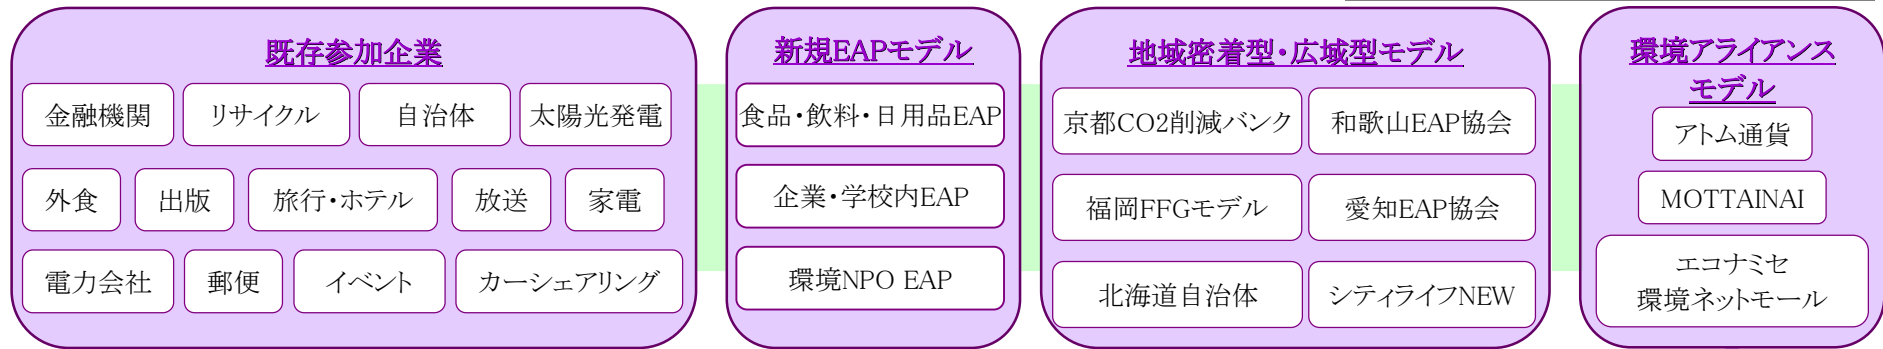 既存参加企業
金融機関
リサイクル
自治体
太陽光発電
外食
出版
旅行・ホテル
放送
家電
電力会社
郵便
イベント
カーシェアリング
新規EAPモデル
食品・飲料・日用品EAP
企業・学校内EAP
環境NPO EAP
地域密着型・広域型モデル
京都CO2削減バンク
和歌山EAP協会
福岡FFGモデル
愛知EAP協会
北海道自治体
シティライフNEW
環境アライアンス
モデル
アトム通貨
MOTTAINAI
エコナミセ
環境ネットモール